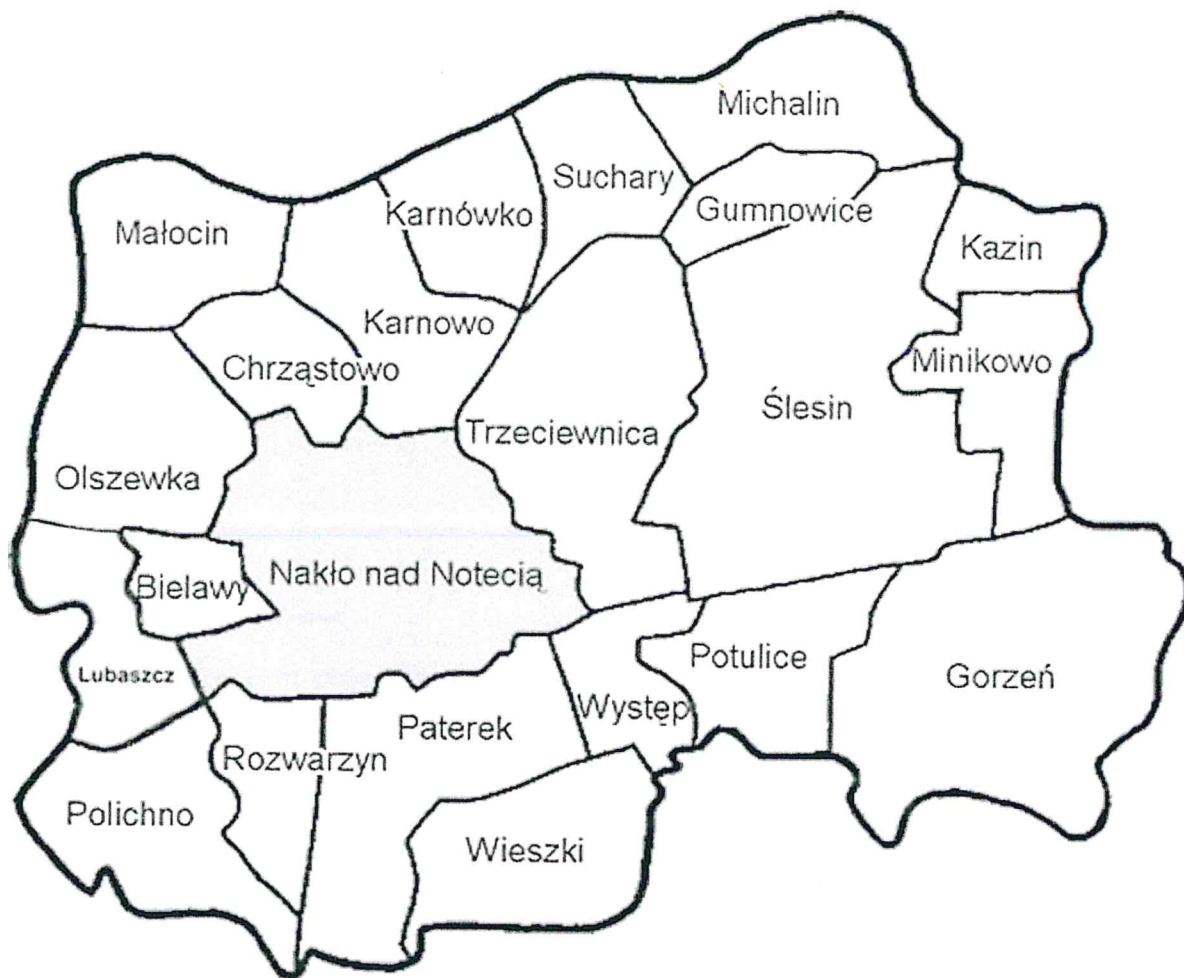 Michalin
Suchary
Karnówko
Gumnowice
Małocin
Kazin
Karnowo
Chrząstowo
Minikowo
Ślesin
Trzeciewnica
Olszewka
Nakło nad Notecią
Bielawy
Potulice
Lubaszcz
Gorzeń
Występ
Paterek
Rozwarzyn
Polichno
Wieszki